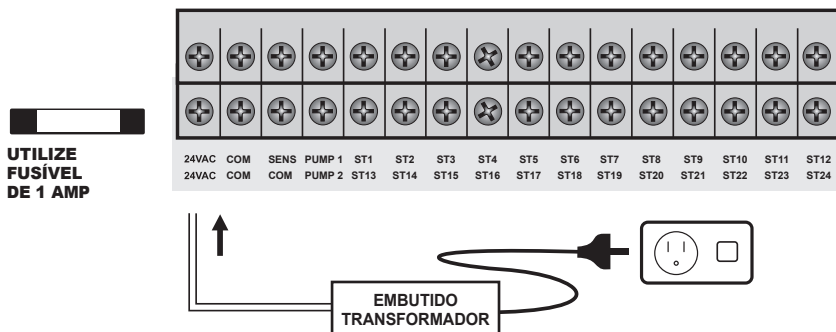 UTILIZE
FUSÍVEL
DE 1 AMP
24VAC COM SENS PUMP 1 ST1 ST2 ST3 ST4 ST5 ST6 ST7 ST8 ST9 ST10 ST11 ST12
24VAC COM COM PUMP 2 ST13 ST14 ST15 ST16 ST17 ST18 ST19 ST20 ST21 ST22 ST23 ST24
EMBUTIDO
TRANSFORMADOR